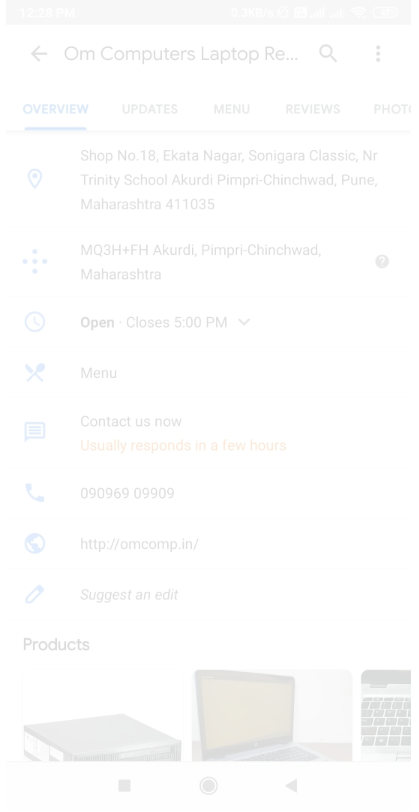 12:28 PM 0.3KB/s
Om Computers Laptop Re...
OVERVIEW UPDATES MENU REVIEWS PHOTO
Shop No.18, Ekata Nagar, Sonigara Classic, Nr
Trinity School Akurdi Pimpri-Chinchwad, Pune,
Maharashtra 411035
MQ3H+FH Akurdi, Pimpri-Chinchwad,
Maharashtra
Open · Closes 5:00 PM
Menu
Contact us now
Usually responds in a few hours
090969 09909
http://omcomp.in/
Suggest an edit
Products